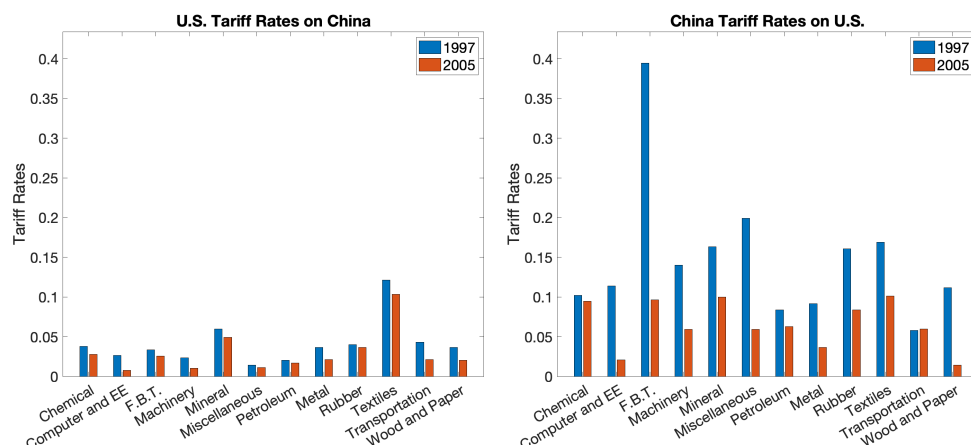 U.S. Tariff Rates on China
1997
2005
Tariff Rates
0.4
0.35
0.3
0.25
0.2
0.15
0.1
0.05
0
Chemical
Computer and EE
F.B.T.
Machinery
Mineral
Miscellaneous
Petroleum
Metal
Rubber
Textiles
Transportation
Wood and Paper
China Tariff Rates on U.S.
1997
2005
Tariff Rates
0.4
0.35
0.3
0.25
0.2
0.15
0.1
0.05
0
Chemical
Computer and EE
F.B.T.
Machinery
Mineral
Miscellaneous
Petroleum
Metal
Rubber
Textiles
Transportation
Wood and Paper